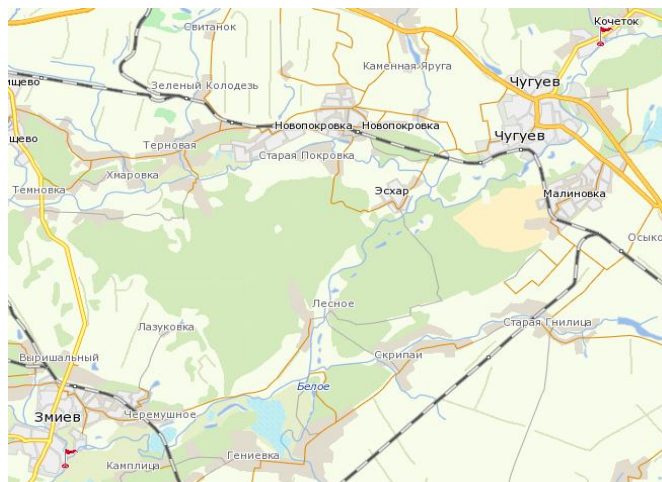 Кочеток
Свитанок
Каменная Яруга
ищево
Зеленый Колодезь
Чугуев
Новопокровка
Новопокровка
Чугуев
щево
Терновая
Старая Покровка
Хмаровка
Темновка
Эсхар
Малиновка
Осыко
Лесное
Лазуковка
Старая Гнилица
Выришальный
Скрипаи
Белое
Змиев
Черемушное
Гениевка
Камплица